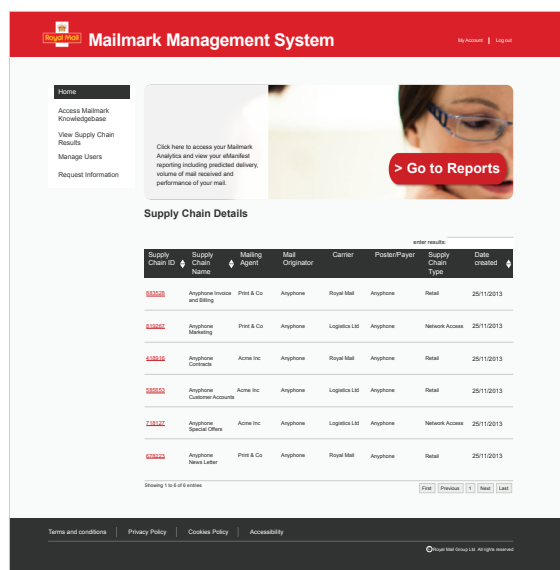 Royal Mail
Mailmark Management System
My Account | Log out
Home
Access Mailmark
Knowledgebase
View Supply Chain
Results
Manage Users
Request Information
Click here to access your Mailmark
Analytics and view your eManifest
reporting including predicted delivery,
volume of mail received and
performance of your mail.
> Go to Reports
Supply Chain Details
enter results:
Supply Chain ID Supply Chain Name Mailing Agent Mail Originator Carrier Poster/Payer Supply Chain Type Date created
883528 Anyphone Invoice and Billing Print & Co Anyphone Royal Mail Anyphone Retail 25/11/2013
619267 Anyphone Marketing Print & Co Anyphone Logistics Ltd Anyphone Network Access 25/11/2013
418916 Anyphone Contracts Acme Inc Anyphone Royal Mail Anyphone Retail 25/11/2013
585653 Anyphone Customer Accounts Acme Inc Anyphone Logistics Ltd Anyphone Retail 25/11/2013
718127 Anyphone Special Offers Acme Inc Anyphone Logistics Ltd Anyphone Network Access 25/11/2013
678223 Anyphone News Letter Print & Co Anyphone Royal Mail Anyphone Retail 25/11/2013
Showing 1 to 6 of 6 entries
First Previous 1 Next Last
Terms and conditions | Privacy Policy | Cookies Policy | Accessibility
© Royal Mail Group Ltd. All rights reserved